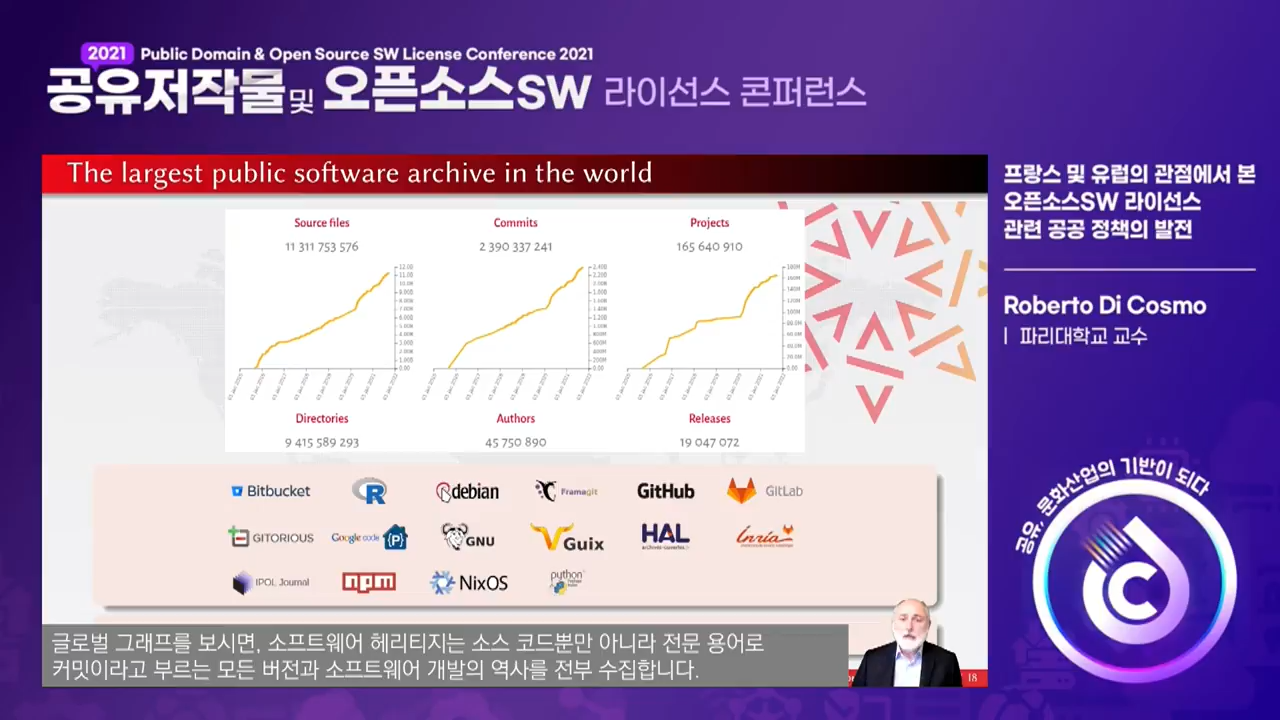 2021 Public Domain & Open Source SW License Conference 2021
공유저작물 및 오픈소스SW 라이선스 콘퍼런스
The largest public software archive in the world
Source files
11 311 753 576
Commits
2 390 337 241
Projects
165 640 910
Directories
9 415 589 293
Authors
45 750 890
Releases
19 047 072
Bitbucket
R
debian
Framagit
GitHub
GitLab
GITORIOUS
Google code
{P}
GNU
Guix
HAL
Inria
IPOL Journal
npm
NixOS
python
글로벌 그래프를 보시면, 소프트웨어 헤리티지는 소스 코드뿐만 아니라 전문 용어로
커밋이라고 부르는 모든 버전과 소프트웨어 개발의 역사를 전부 수집합니다.
18
프랑스 및 유럽의 관점에서 본
오픈소스SW 라이선스
관련 공공 정책의 발전
Roberto Di Cosmo
파리대학교 교수
공유, 문화산업의 기반이 되다